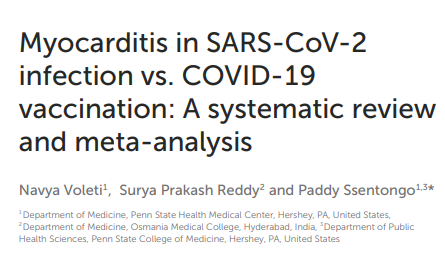 Myocarditis in SARS-CoV-2
infection vs. COVID-19
vaccination: A systematic review
and meta-analysis
Navya Voleti1, Surya Prakash Reddy2 and Paddy Ssentongo1,3*
1Department of Medicine, Penn State Health Medical Center, Hershey, PA, United States,
2Department of Medicine, Osmania Medical College, Hyderabad, India, 3Department of Public
Health Sciences, Penn State College of Medicine, Hershey, PA, United States